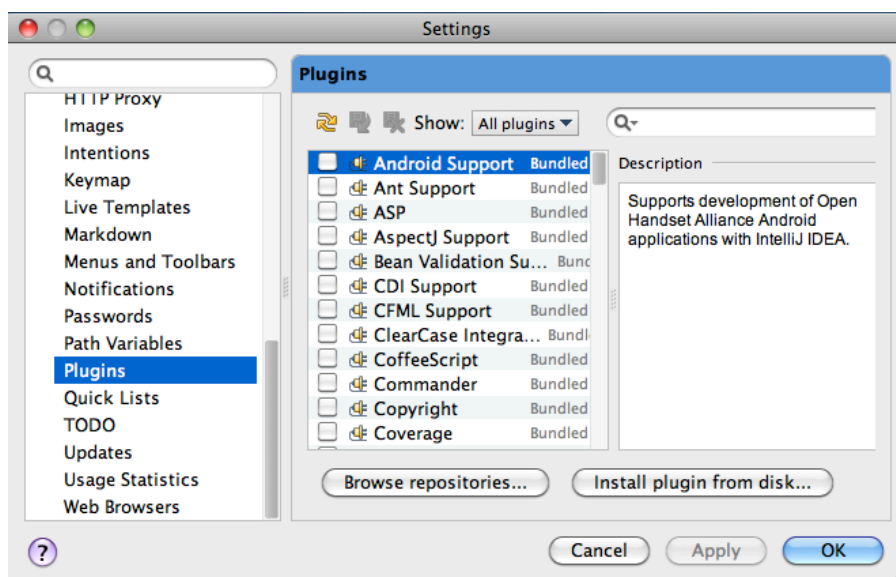 Settings
HTTP Proxy
Images
Intentions
Keymap
Live Templates
Markdown
Menus and Toolbars
Notifications
Passwords
Path Variables
Plugins
Quick Lists
TODO
Updates
Usage Statistics
Web Browsers
Plugins
Show: All plugins
Android Support Bundled
Ant Support Bundled
ASP Bundled
AspectJ Support Bundled
Bean Validation Su... Bund
CDI Support Bundled
CFML Support Bundled
ClearCase Integra... Bundl
CoffeeScript Bundled
Commander Bundled
Copyright Bundled
Coverage Bundled
Description
Supports development of Open
Handset Alliance Android
applications with IntelliJ IDEA.
Browse repositories... Install plugin from disk...
? Cancel Apply OK